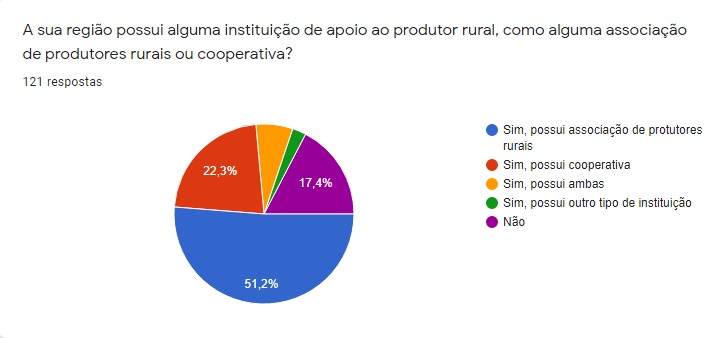 A sua região possui alguma instituição de apoio ao produtor rural, como alguma associação
de produtores rurais ou cooperativa?
121 respostas
22,3%
17,4%
51,2%
Sim, possui associação de protutores
rurais
Sim, possui cooperativa
Sim, possui ambas
Sim, possui outro tipo de instituição
Não